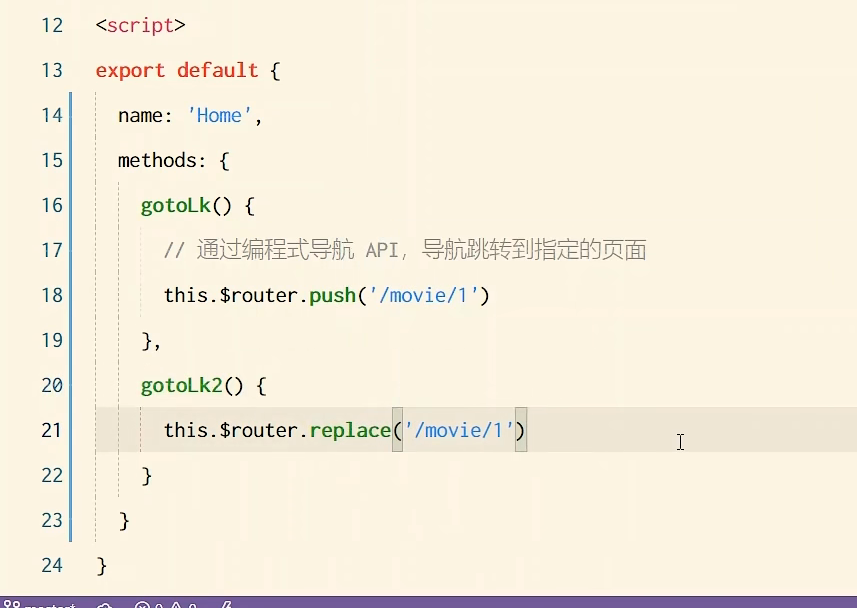 12 <script>
13 export default {
14 name: 'Home',
15 methods: {
16 gotoLk() {
17 // 通过编程式导航 API，导航跳转到指定的页面
18 this.$router.push('/movie/1')
19 },
20 gotoLk2() {
21 this.$router.replace('/movie/1')
22 }
23 }
24 }